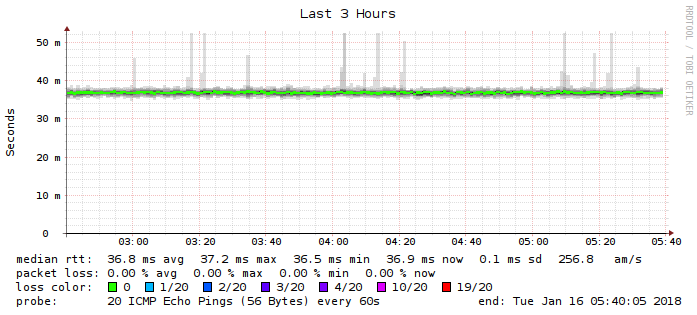 Last 3 Hours
RRDTOOL / TOBI OETIKER
Seconds
50 m
40 m
30 m
20 m
10 m
0
03:00 03:20 03:40 04:00 04:20 04:40 05:00 05:20 05:40
median rtt: 36.8 ms avg 37.2 ms max 36.5 ms min 36.9 ms now 0.1 ms sd 256.8 am/s
packet loss: 0.00 % avg 0.00 % max 0.00 % min 0.00 % now
loss color: 0 1/20 2/20 3/20 4/20 10/20 19/20
probe: 20 ICMP Echo Pings (56 Bytes) every 60s end: Tue Jan 16 05:40:05 2018